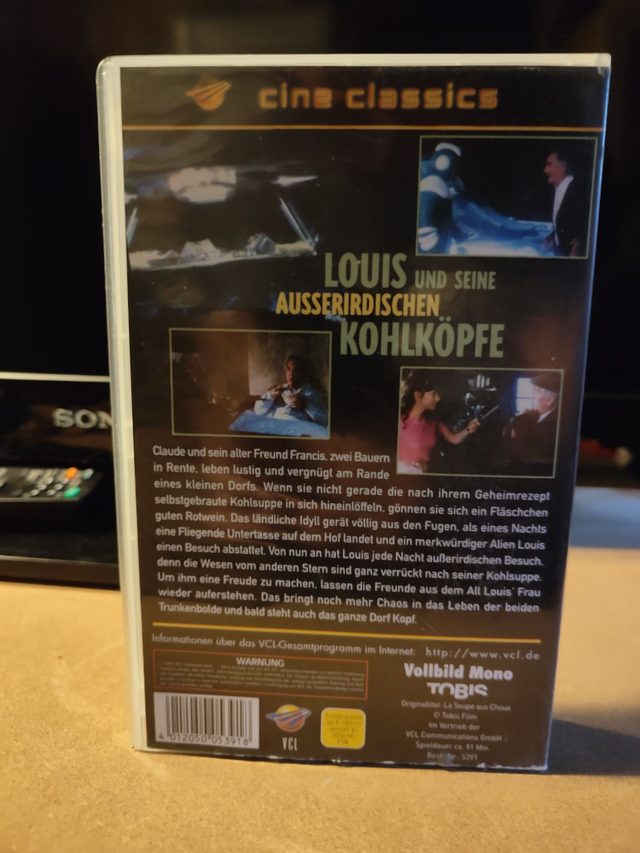 cine classics
LOUIS UND SEINE
AUSSERIRDISCHEN
KOHLKÖPFE
Claude und sein alter Freund Francis, zwei Bauern
in Rente, leben lustig und vergnügt am Rande
eines kleinen Dorfs. Wenn sie nicht gerade die nach ihrem Geheimrezept
selbstgebraute Kohlsuppe in sich hineinlöffeln, gönnen sie sich ein Fläschchen
guten Rotwein. Das ländliche Idyll gerät völlig aus den Fugen, als eines Nachts
eine Fliegende Untertasse auf dem Hof landet und ein merkwürdiger Alien Louis
einen Besuch abstattet. Von nun an hat Louis jede Nacht außerirdischen Besuch,
denn die Wesen vom anderen Stern sind ganz verrückt nach seiner Kohlsuppe.
Um ihm eine Freude zu machen, lassen die Freunde aus dem All Louis' Frau
wieder auferstehen. Das bringt noch mehr Chaos in das Leben der beiden
Trunkenbolde und bald steht auch das ganze Dorf Kopf.
Informationen über das VCL-Gesamtprogramm im Internet: http://www.vcl.de
WARNUNG
Vollbild Mono
TOBIS
Originaltitel: La Soupe aux Choux
© Tobis Film
Im Vertrieb der
VCL Communications GmbH
Spieldauer ca. 91 Min.
Best.-Nr.: 5391
4 012050 053918
VCL
SON